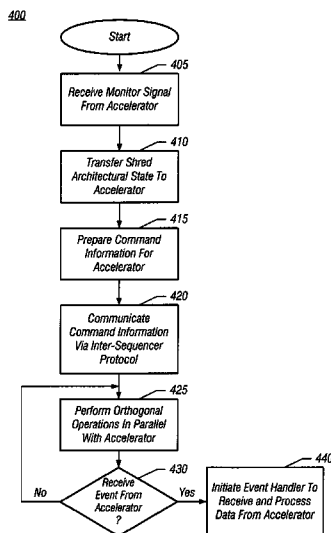 400
Start
405
Receive Monitor Signal
From Accelerator
410
Transfer Shred
Architectural State To
Accelerator
415
Prepare Command
Information For
Accelerator
420
Communicate
Command Information
Via Inter-Sequencer
Protocol
425
Perform Orthogonal
Operations In Parallel
With Accelerator
430
Receive
Event From
Accelerator
?
No
Yes
440
Initiate Event Handler To
Receive and Process
Data From Accelerator